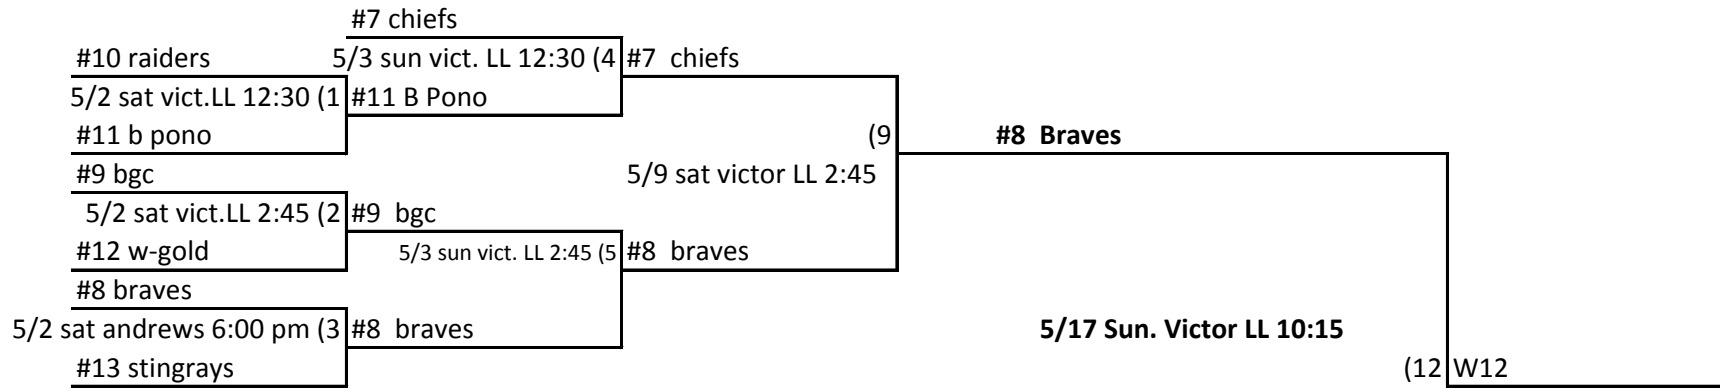 #7 chiefs
#10 raiders
5/3 sun vict. LL 12:30 (4
#7  chiefs
5/2 sat vict.LL 12:30 (1
#11 B Pono
#11 b pono
(9
#8  Braves
#9 bgc
5/9 sat victor LL 2:45
5/2 sat vict.LL 2:45 (2
#9  bgc
#12 w-gold
5/3 sun vict. LL 2:45 (5
#8  braves
#8 braves
5/2 sat andrews 6:00 pm (3
#8  braves
5/17 Sun. Victor LL 10:15
#13 stingrays
(12
W12